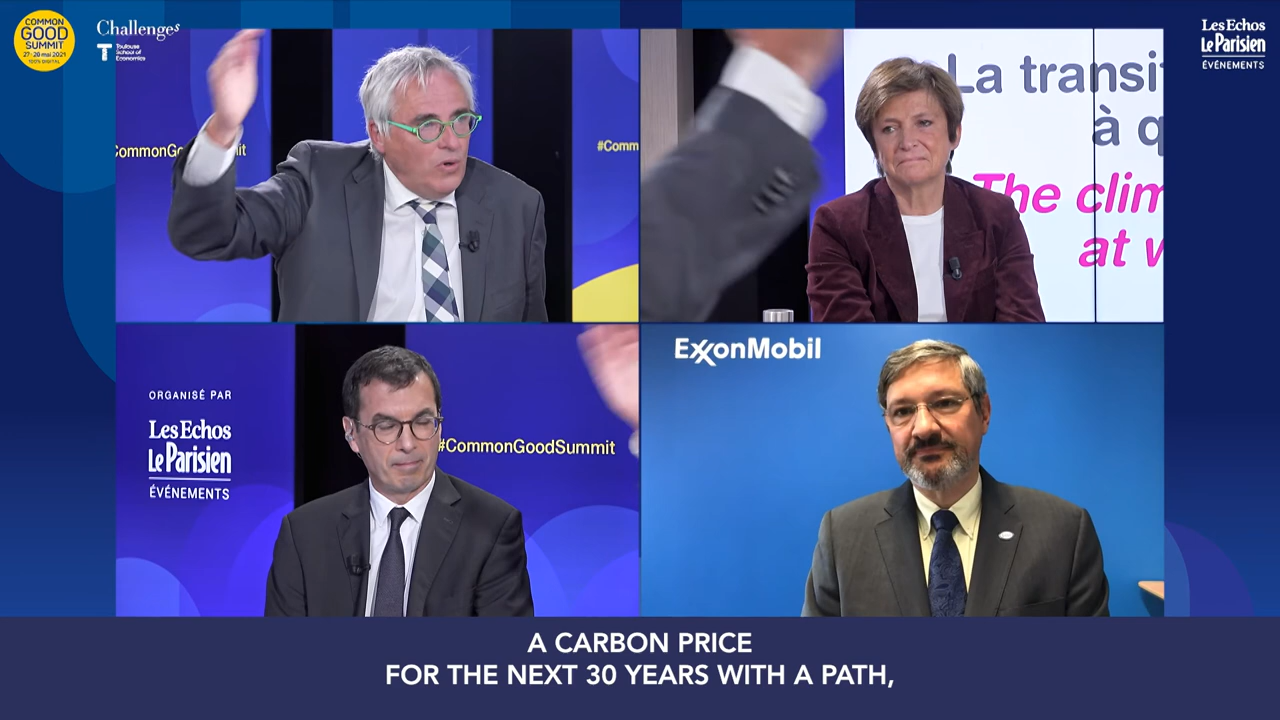 COMMON
GOOD
SUMMIT
27-28 mai 2021
100% DIGITAL
Challenges
Toulouse
School of
Economics
Les Echos
Le Parisien
ÉVÉNEMENTS
#Comm
La transit
à q
The clim
at w
ORGANISÉ PAR
Les Echos
Le Parisien
ÉVÉNEMENTS
#CommonGoodSummit
ExxonMobil
A CARBON PRICE
FOR THE NEXT 30 YEARS WITH A PATH,